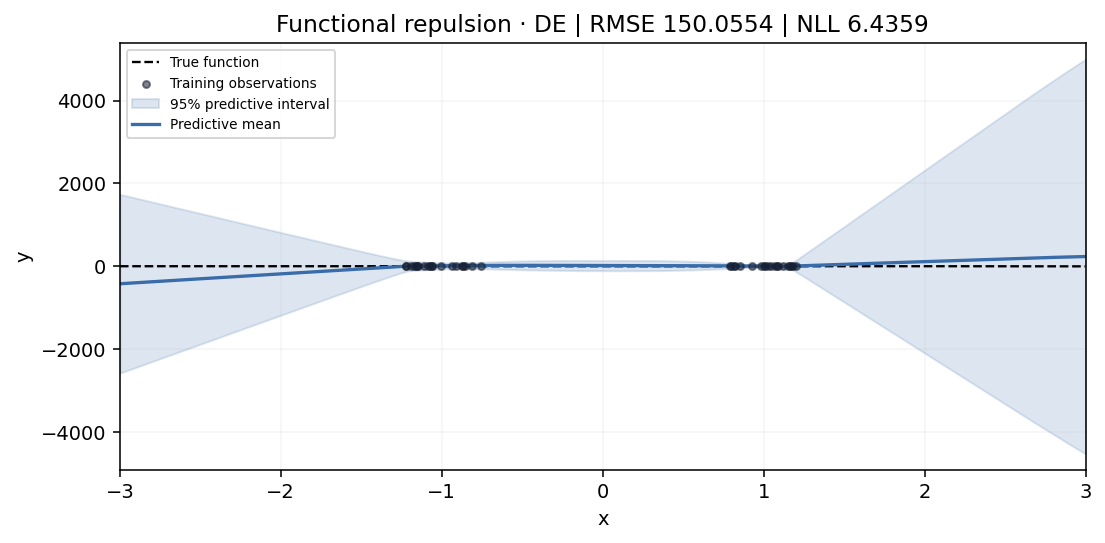 Functional repulsion · DE | RMSE 150.0554 | NLL 6.4359
True function
Training observations
95% predictive interval
Predictive mean
4000
2000
0
−2000
−4000
y
−3 −2 −1 0 1 2 3
x